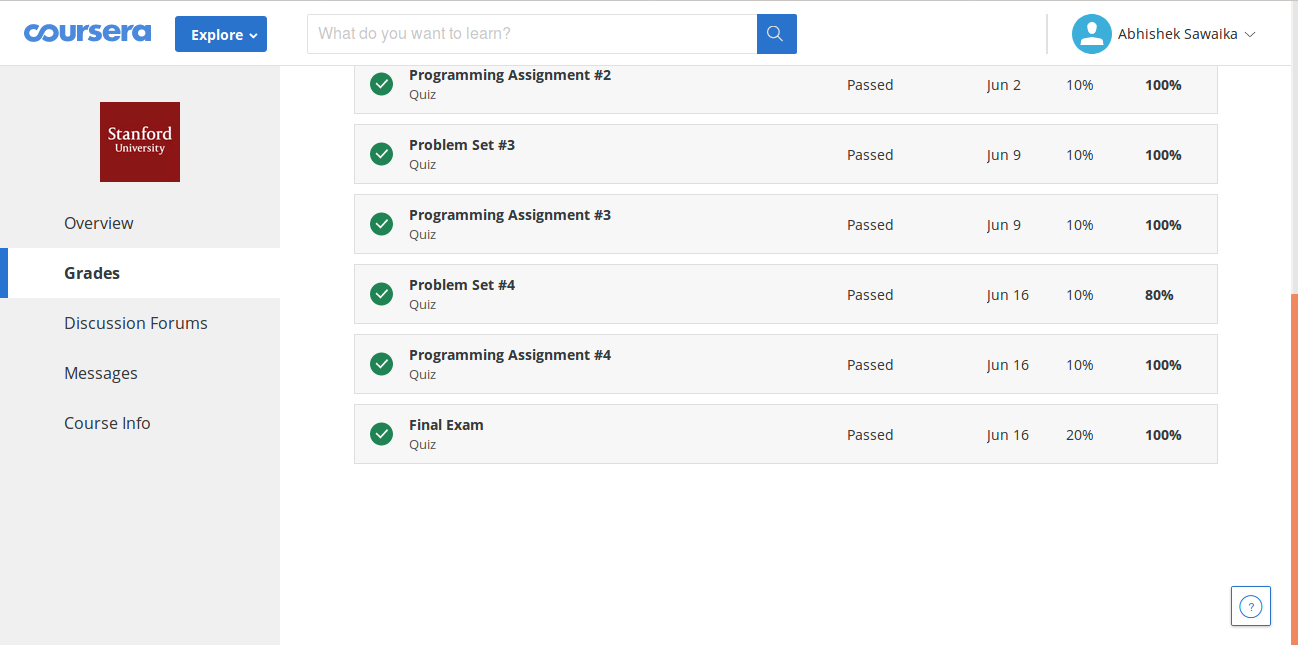 coursera
Explore
What do you want to learn?
Abhishek Sawaika
Stanford
University
Overview
Grades
Discussion Forums
Messages
Course Info
Programming Assignment #2
Quiz
Passed Jun 2 10% 100%
Problem Set #3
Quiz
Passed Jun 9 10% 100%
Programming Assignment #3
Quiz
Passed Jun 9 10% 100%
Problem Set #4
Quiz
Passed Jun 16 10% 80%
Programming Assignment #4
Quiz
Passed Jun 16 10% 100%
Final Exam
Quiz
Passed Jun 16 20% 100%
?